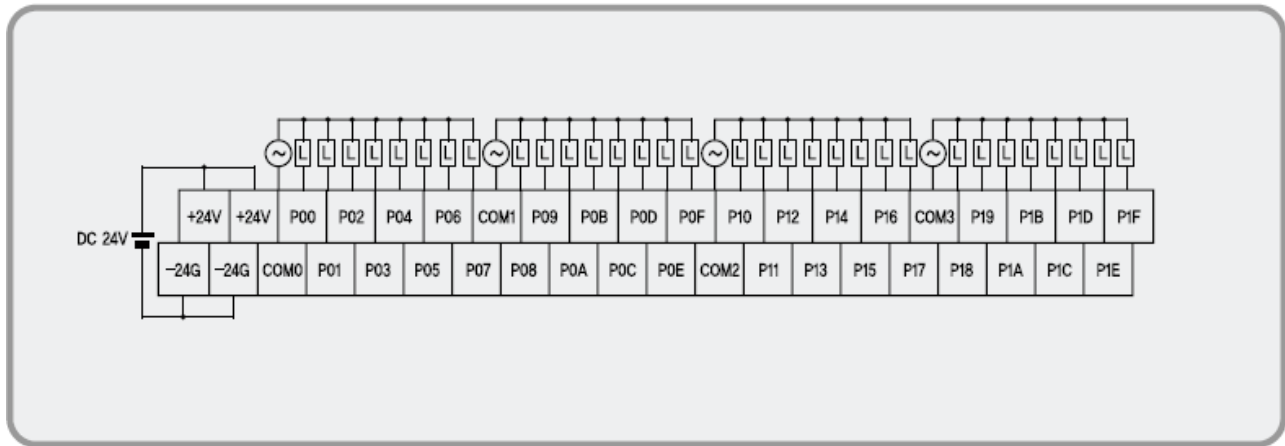 L L L L L L L L L L L L L L L L L L L L L L L L L L L L L L L L
+24V +24V P00 P02 P04 P06 COM1 P09 P0B P0D P0F P10 P12 P14 P16 COM3 P19 P1B P1D P1F
DC 24V
-24G -24G COM0 P01 P03 P05 P07 P08 P0A P0C P0E COM2 P11 P13 P15 P17 P18 P1A P1C P1E